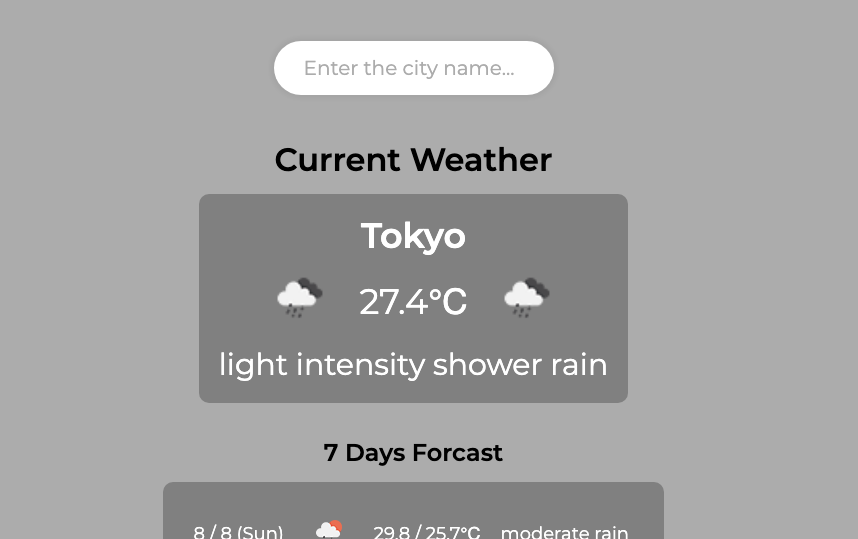 Enter the city name...
Current Weather
Tokyo
27.4℃
light intensity shower rain
7 Days Forcast
8 / 8 (Sun) 29.8 / 25.7℃ moderate rain